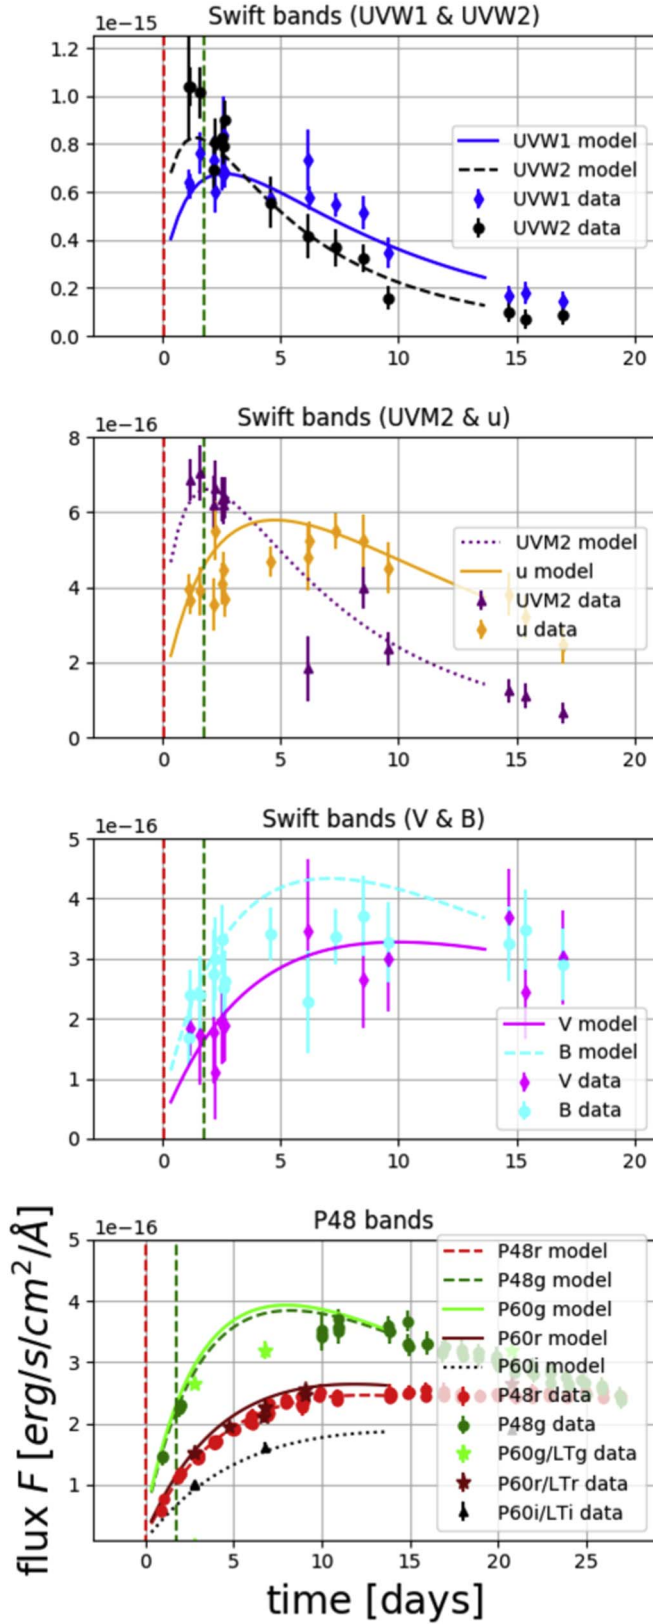 Swift bands (UVW1 & UVW2)
1e−15
1.2
1.0
0.8
0.6
0.4
0.2
0.0
UVW1 model
UVW2 model
UVW1 data
UVW2 data
0 5 10 15 20
Swift bands (UVM2 & u)
1e−16
8
6
4
2
0
UVM2 model
u model
UVM2 data
u data
0 5 10 15 20
Swift bands (V & B)
1e−16
5
4
3
2
1
0
V model
B model
V data
B data
0 5 10 15 20
P48 bands
1e−16
5
4
3
2
1
P48r model
P48g model
P60g model
P60r model
P60i model
P48r data
P48g data
P60g/LTg data
P60r/LTr data
P60i/LTi data
0 5 10 15 20 25
flux F [erg/s/cm²/Å]
time [days]